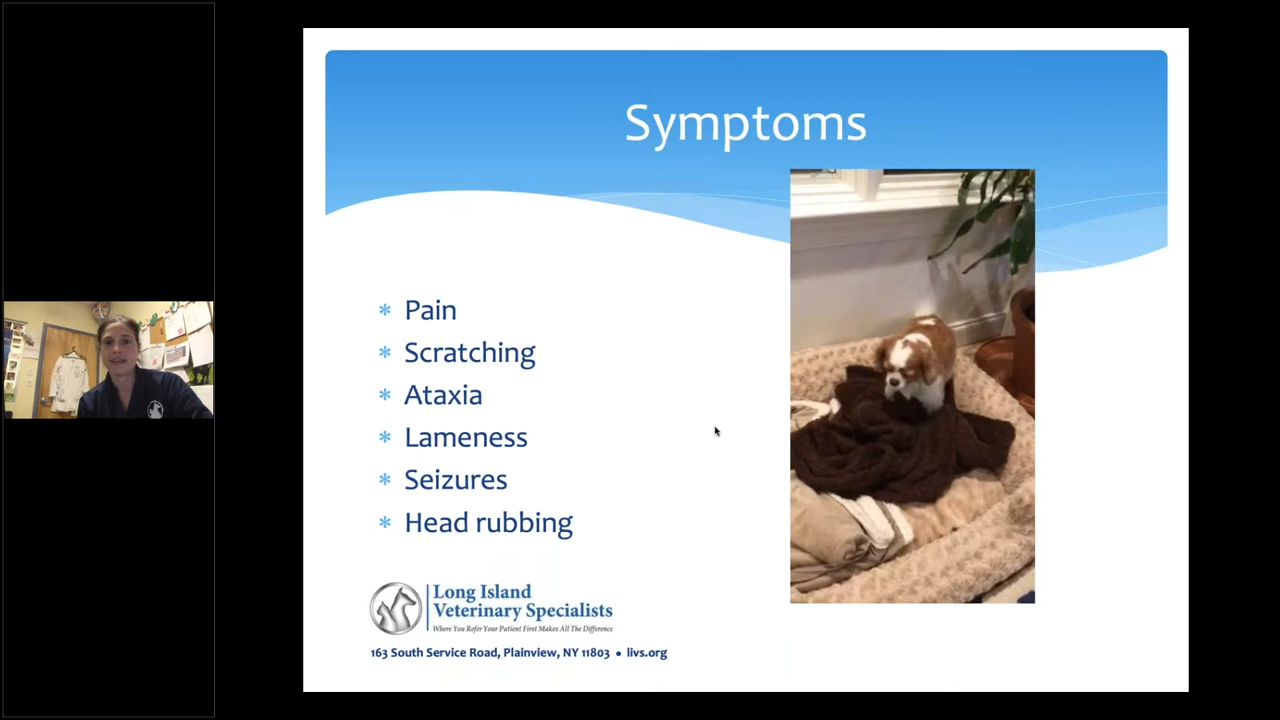 Symptoms
* Pain
* Scratching
* Ataxia
* Lameness
* Seizures
* Head rubbing
Long Island
Veterinary Specialists
Where You Refer Your Patient First Makes All The Difference
163 South Service Road, Plainview, NY 11803 • livs.org